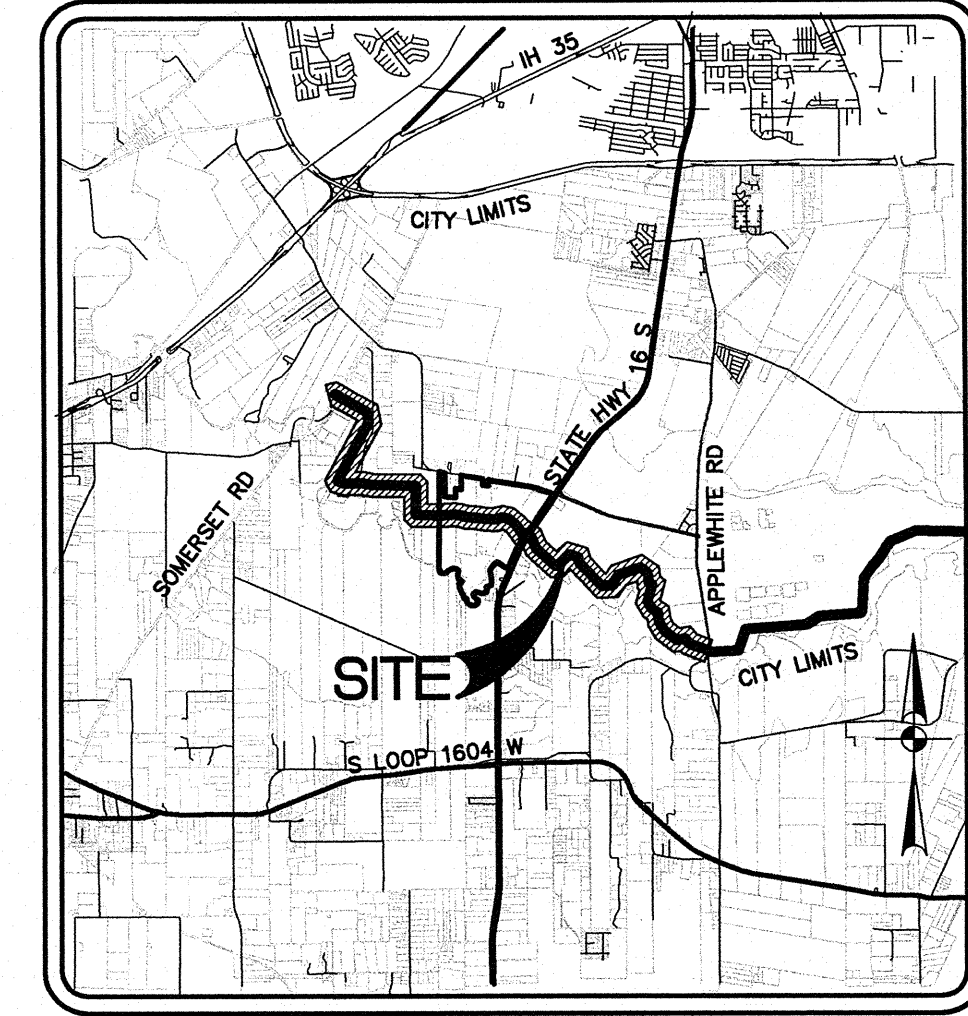 IH 35
CITY LIMITS
STATE HWY 16 S
SOMERSET RD
APPLEWHITE RD
SITE
CITY LIMITS
S LOOP 1604 W